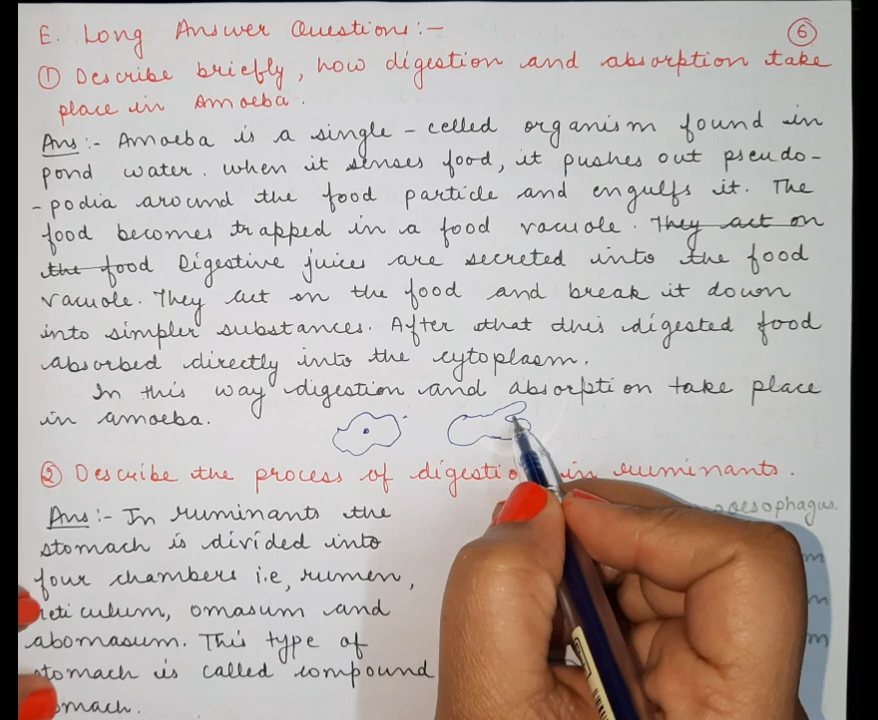 E. Long Answer Questions:-
6
① Describe briefly, how digestion and absorption take
place in Amoeba.
Ans:- Amoeba is a single-celled organism found in
pond water. when it senses food, it pushes out pseudo-
-podia around the food particle and engulfs it. The
food becomes trapped in a food vacuole. They act on
the food Digestive juices are secreted into the food
vacuole. They act on the food and break it down
into simpler substances. After that this digested food
absorbed directly into the cytoplasm.
In this way digestion and absorption take place
in amoeba.
② Describe the process of digestion in ruminants.
Ans:- In ruminants the
oesophagus.
stomach is divided into
four chambers i.e, rumen,
reticulum, omasum and
abomasum. This type of
stomach is called compound